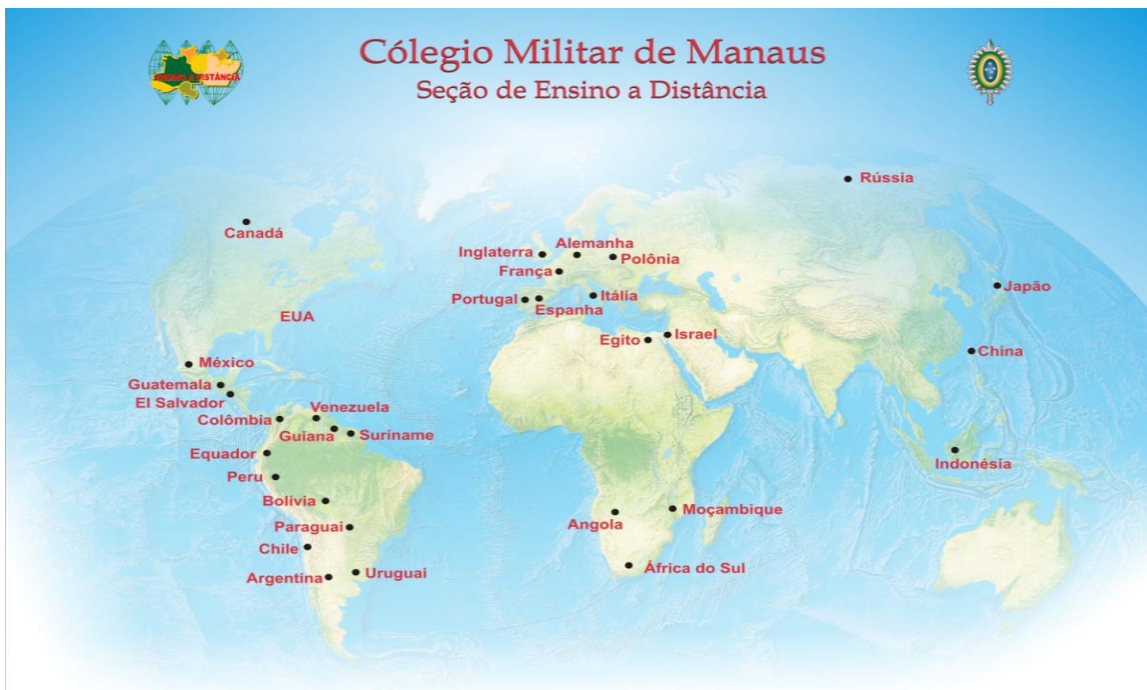 Cólegio Militar de Manaus
Seção de Ensino a Distância
ENSINO A DISTÂNCIA
Rússia
Canadá
Inglaterra
Alemanha
Polônia
França
Japão
Portugal
Espanha
Itália
EUA
Egito
Israel
China
México
Guatemala
El Salvador
Venezuela
Colômbia
Guiana
Suriname
Equador
Indonésia
Peru
Bolívia
Moçambique
Paraguai
Angola
Chile
África do Sul
Argentina
Uruguai